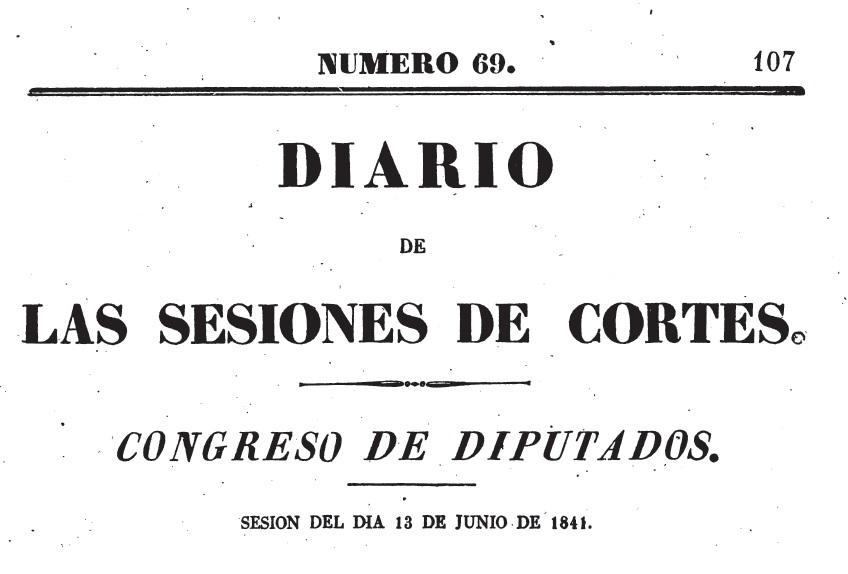 NUMERO 69.
107
DIARIO
DE
LAS SESIONES DE CORTES.
CONGRESO DE DIPUTADOS.
SESION DEL DIA 13 DE JUNIO DE 1841.